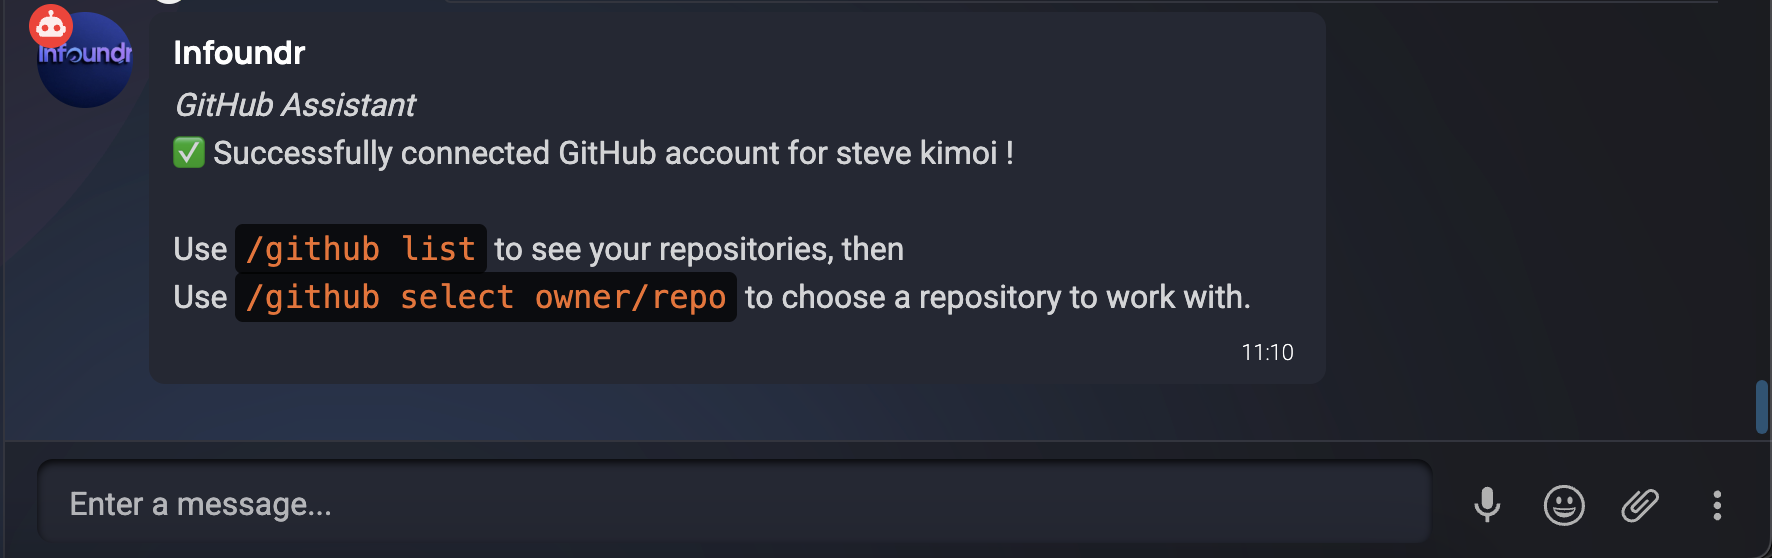 Infoundr
Infoundr
GitHub Assistant
✅ Successfully connected GitHub account for steve kimoi !
Use /github list to see your repositories, then
Use /github select owner/repo to choose a repository to work with.
11:10
Enter a message...